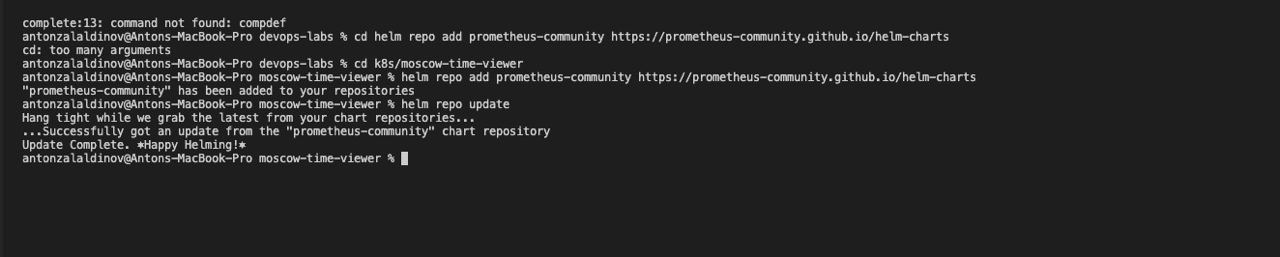 complete:13: command not found: compdef
antonzalaldinov@Antons-MacBook-Pro devops-labs % cd helm repo add prometheus-community https://prometheus-community.github.io/helm-charts
cd: too many arguments
antonzalaldinov@Antons-MacBook-Pro devops-labs % cd k8s/moscow-time-viewer
antonzalaldinov@Antons-MacBook-Pro moscow-time-viewer % helm repo add prometheus-community https://prometheus-community.github.io/helm-charts
"prometheus-community" has been added to your repositories
antonzalaldinov@Antons-MacBook-Pro moscow-time-viewer % helm repo update
Hang tight while we grab the latest from your chart repositories...
...Successfully got an update from the "prometheus-community" chart repository
Update Complete. ⎈Happy Helming!⎈
antonzalaldinov@Antons-MacBook-Pro moscow-time-viewer %